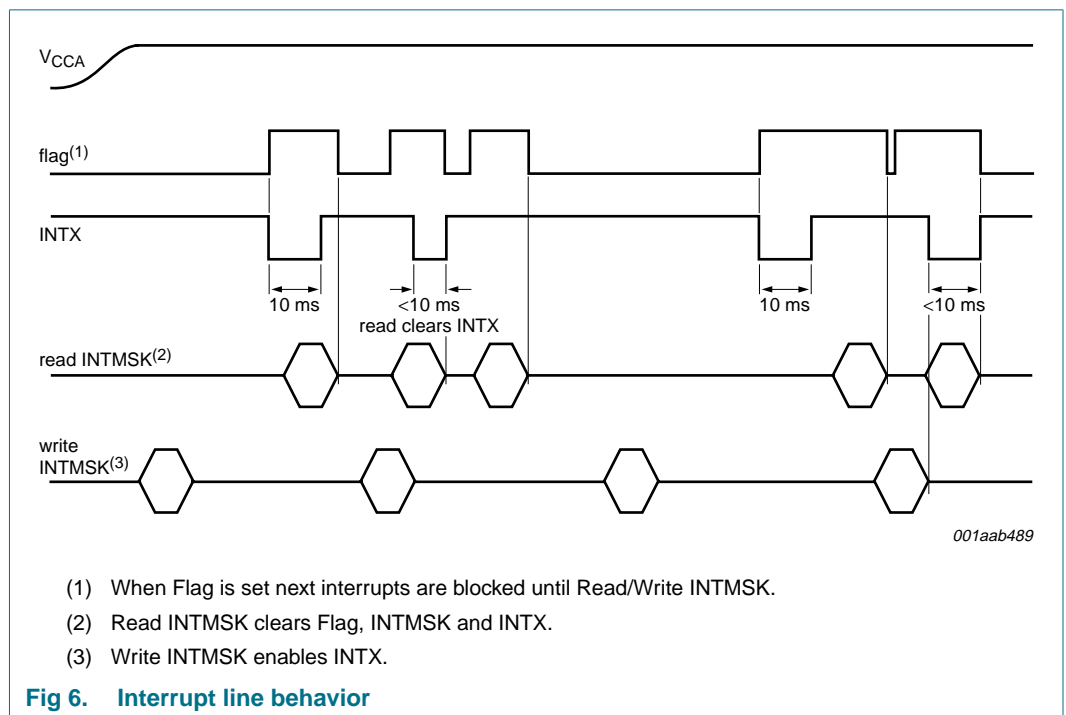 VCCA
flag(1)
INTX
10 ms
<10 ms
10 ms
<10 ms
read clears INTX
read INTMSK(2)
write
INTMSK(3)
001aab489
(1) When Flag is set next interrupts are blocked until Read/Write INTMSK.
(2) Read INTMSK clears Flag, INTMSK and INTX.
(3) Write INTMSK enables INTX.
Fig 6. Interrupt line behavior